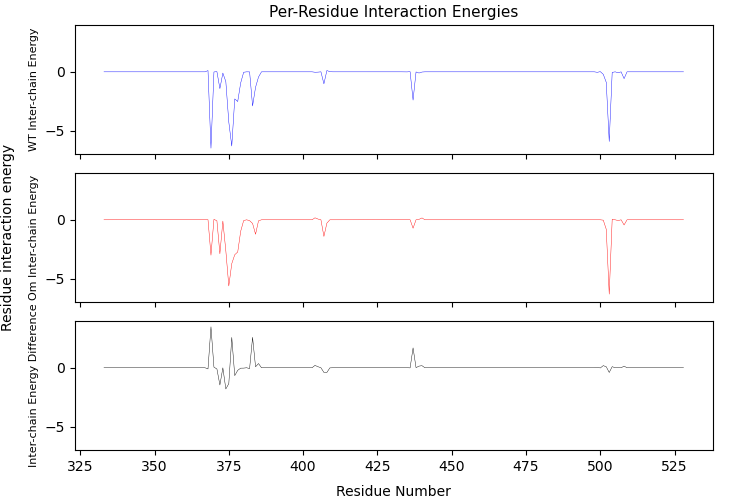 Per-Residue Interaction Energies
Residue interaction energy
WT Inter-chain Energy
0
−5
Om Inter-chain Energy
0
−5
Inter-chain Energy Difference
0
−5
325 350 375 400 425 450 475 500 525
Residue Number